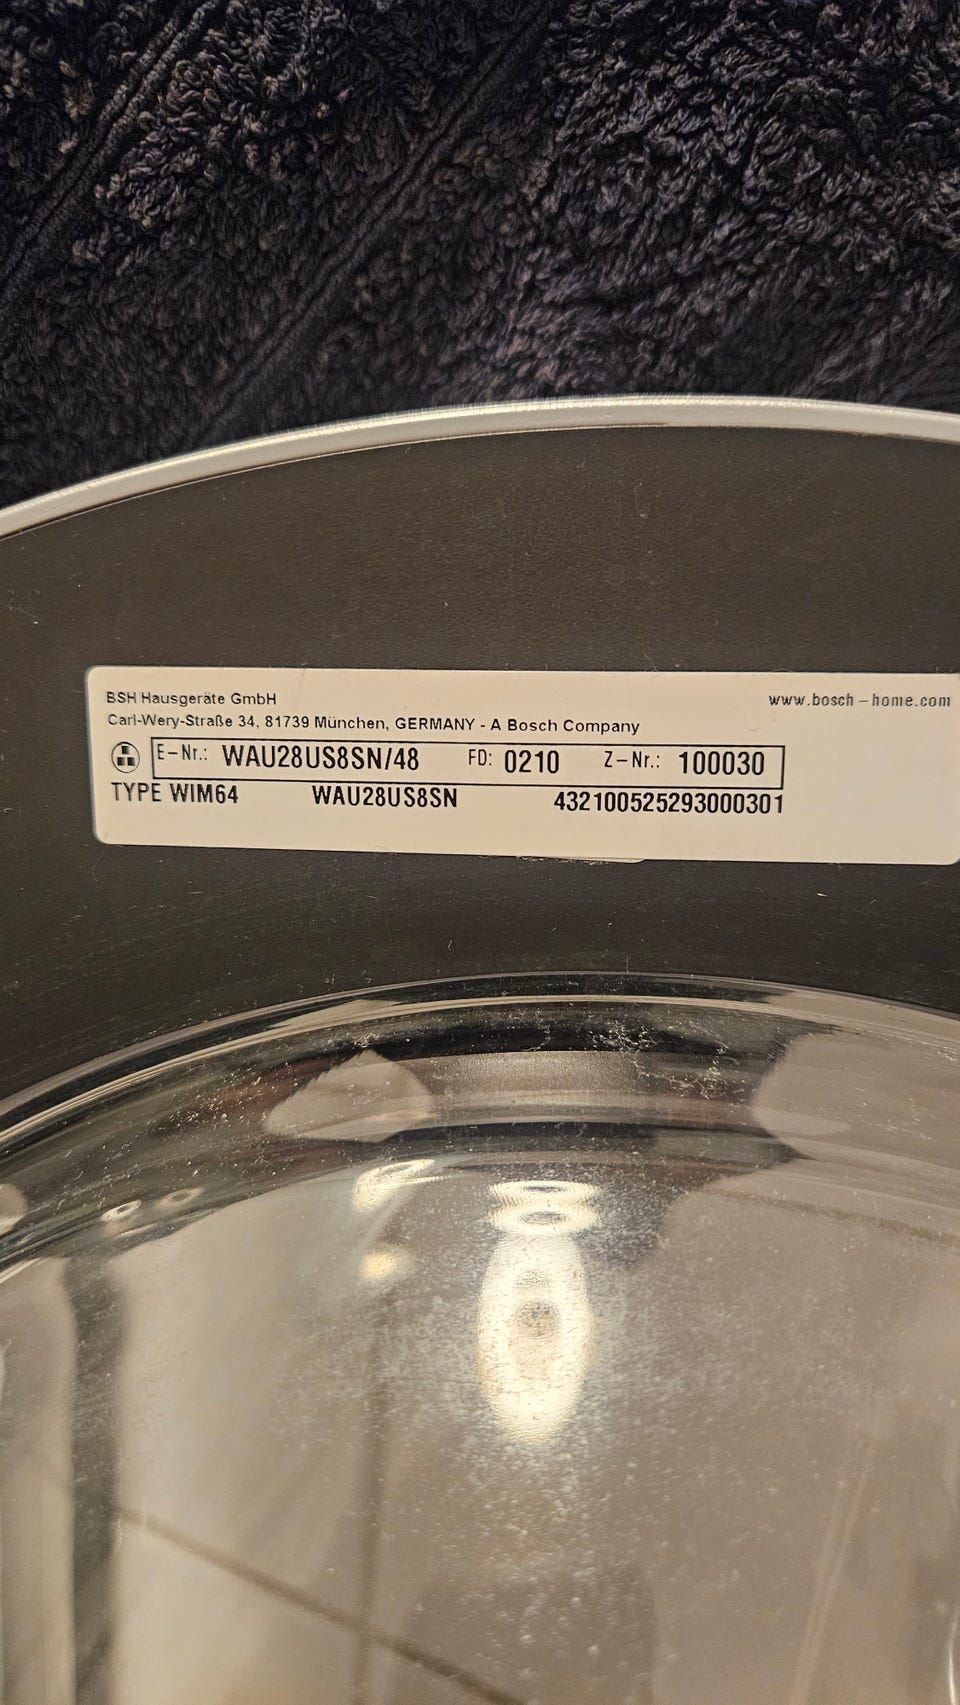 BSH Hausgeräte GmbH www.bosch-home.com
Carl-Wery-Straße 34, 81739 München, GERMANY - A Bosch Company
E-Nr.: WAU28US8SN/48 FD: 0210 Z-Nr.: 100030
TYPE WIM64 WAU28US8SN 432100525293000301